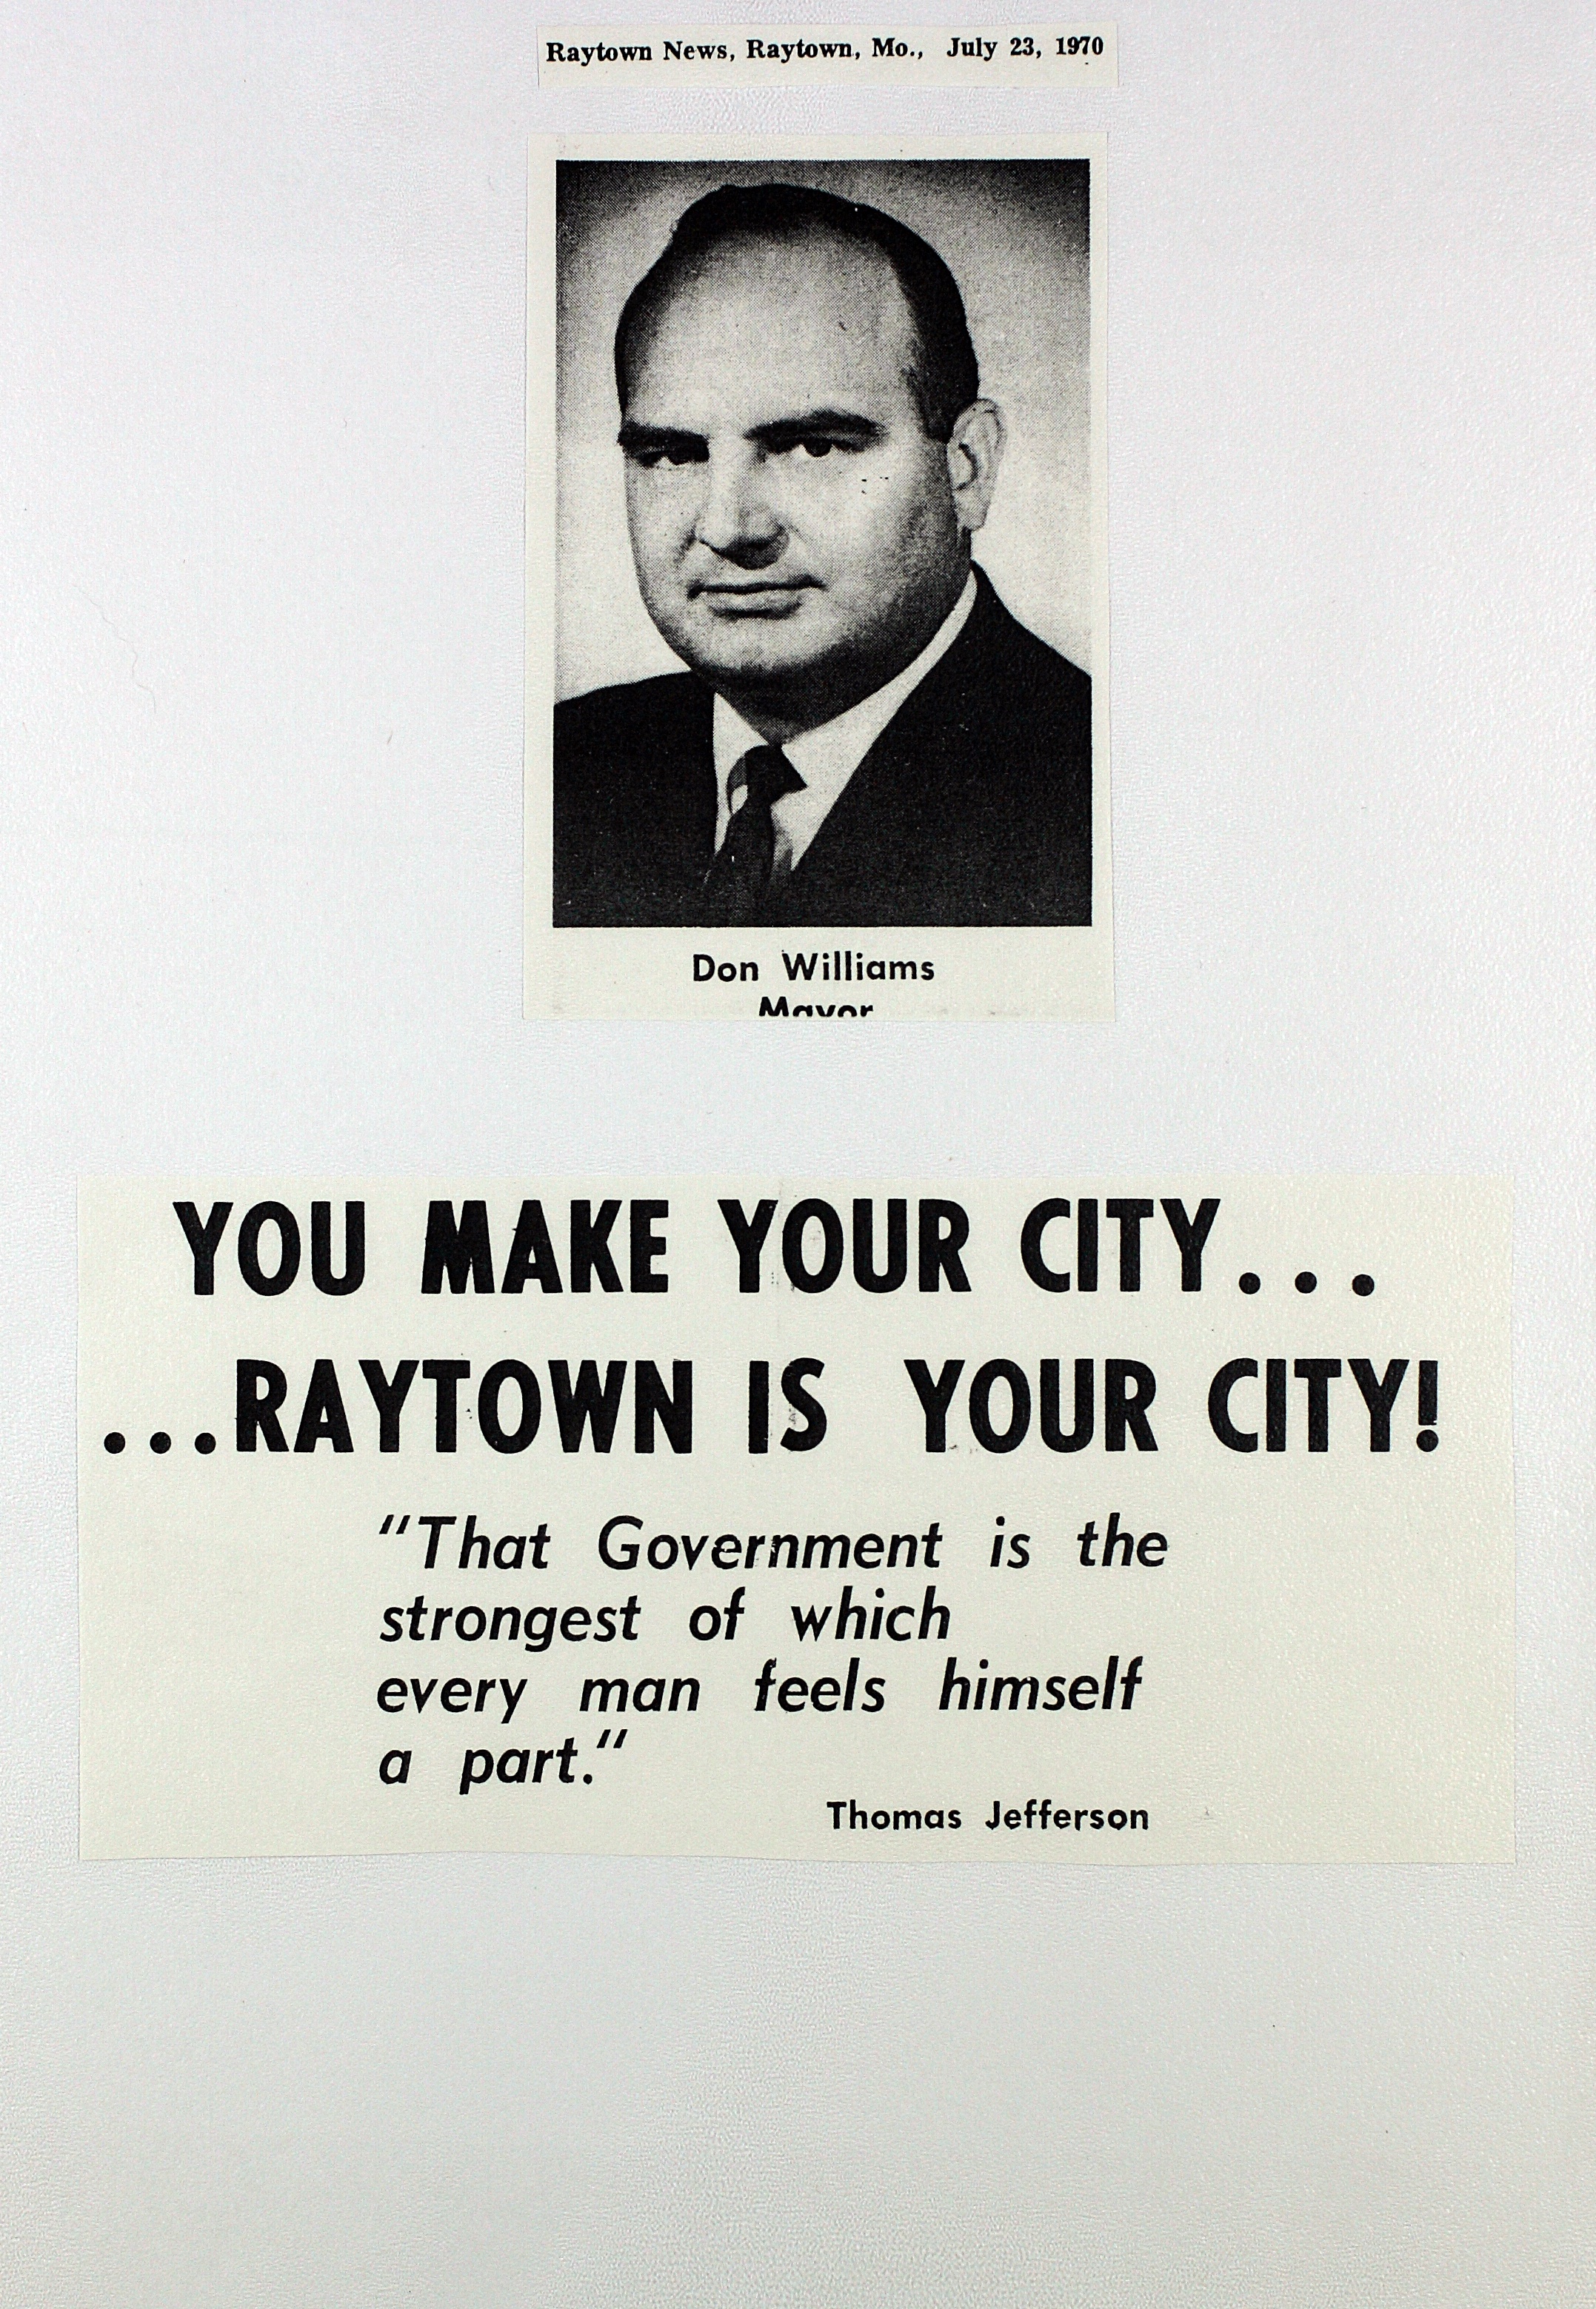 Raytown News, Raytown, Mo., July 23, 1970
Don Williams
Mayor
YOU MAKE YOUR CITY...
...RAYTOWN IS YOUR CITY!
"That Government is the
strongest of which
every man feels himself
a part."
Thomas Jefferson